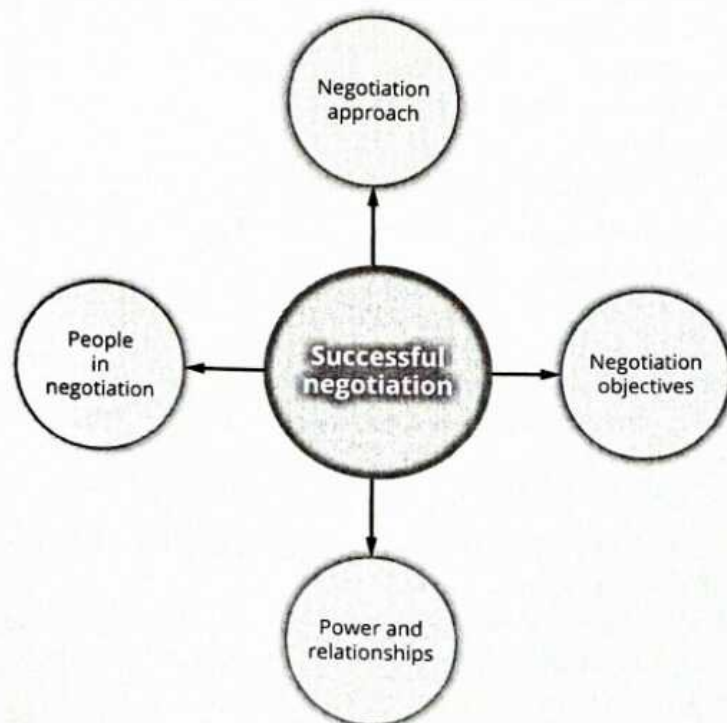 Negotiation
approach
People
in
negotiation
Successful
negotiation
Negotiation
objectives
Power and
relationships